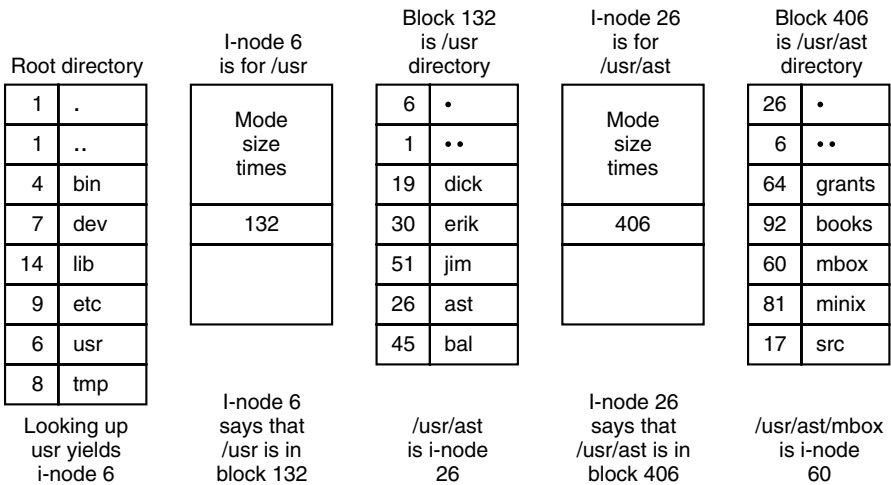 Root directory
1 .
1 ..
4 bin
7 dev
14 lib
9 etc
6 usr
8 tmp
Looking up
usr yields
i-node 6
I-node 6
is for /usr
Mode
size
times
132
I-node 6
says that
/usr is in
block 132
Block 132
is /usr
directory
6 •
1 ••
19 dick
30 erik
51 jim
26 ast
45 bal
/usr/ast
is i-node
26
I-node 26
is for
/usr/ast
Mode
size
times
406
I-node 26
says that
/usr/ast is in
block 406
Block 406
is /usr/ast
directory
26 •
6 ••
64 grants
92 books
60 mbox
81 minix
17 src
/usr/ast/mbox
is i-node
60